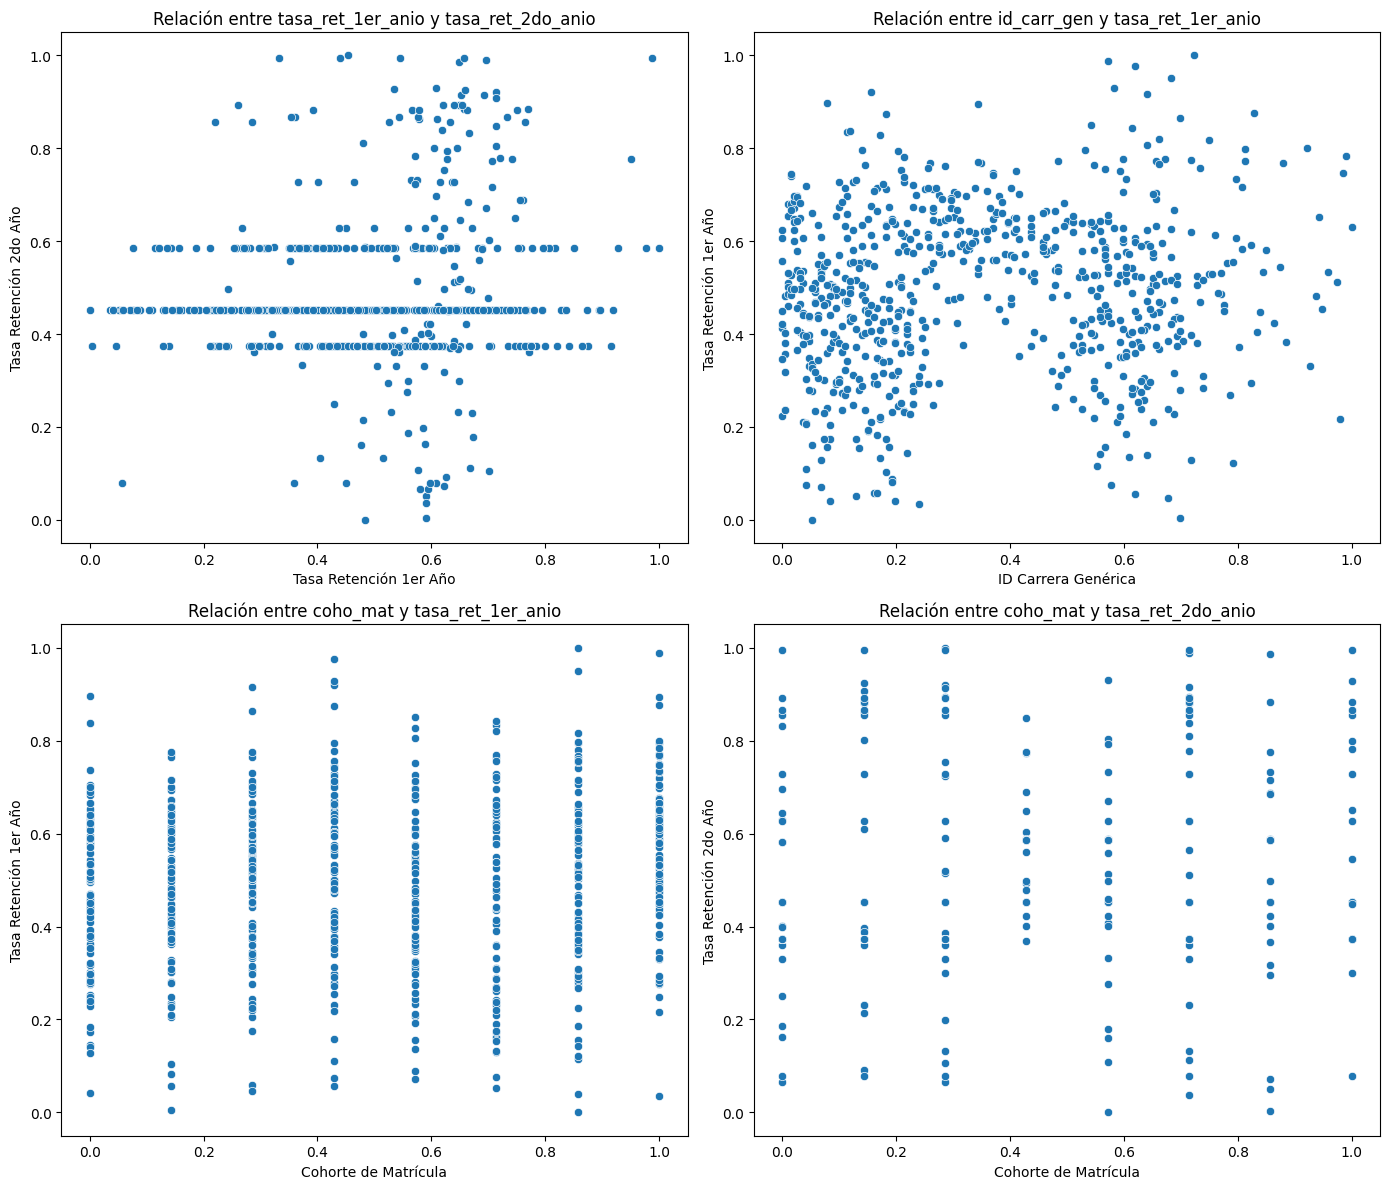 Relación entre tasa_ret_1er_anio y tasa_ret_2do_anio
1.0
0.8
0.6
0.4
0.2
0.0
Tasa Retención 2do Año
0.0 0.2 0.4 0.6 0.8 1.0
Tasa Retención 1er Año
Relación entre id_carr_gen y tasa_ret_1er_anio
1.0
0.8
0.6
0.4
0.2
0.0
Tasa Retención 1er Año
0.0 0.2 0.4 0.6 0.8 1.0
ID Carrera Genérica
Relación entre coho_mat y tasa_ret_1er_anio
1.0
0.8
0.6
0.4
0.2
0.0
Tasa Retención 1er Año
0.0 0.2 0.4 0.6 0.8 1.0
Cohorte de Matrícula
Relación entre coho_mat y tasa_ret_2do_anio
1.0
0.8
0.6
0.4
0.2
0.0
Tasa Retención 2do Año
0.0 0.2 0.4 0.6 0.8 1.0
Cohorte de Matrícula